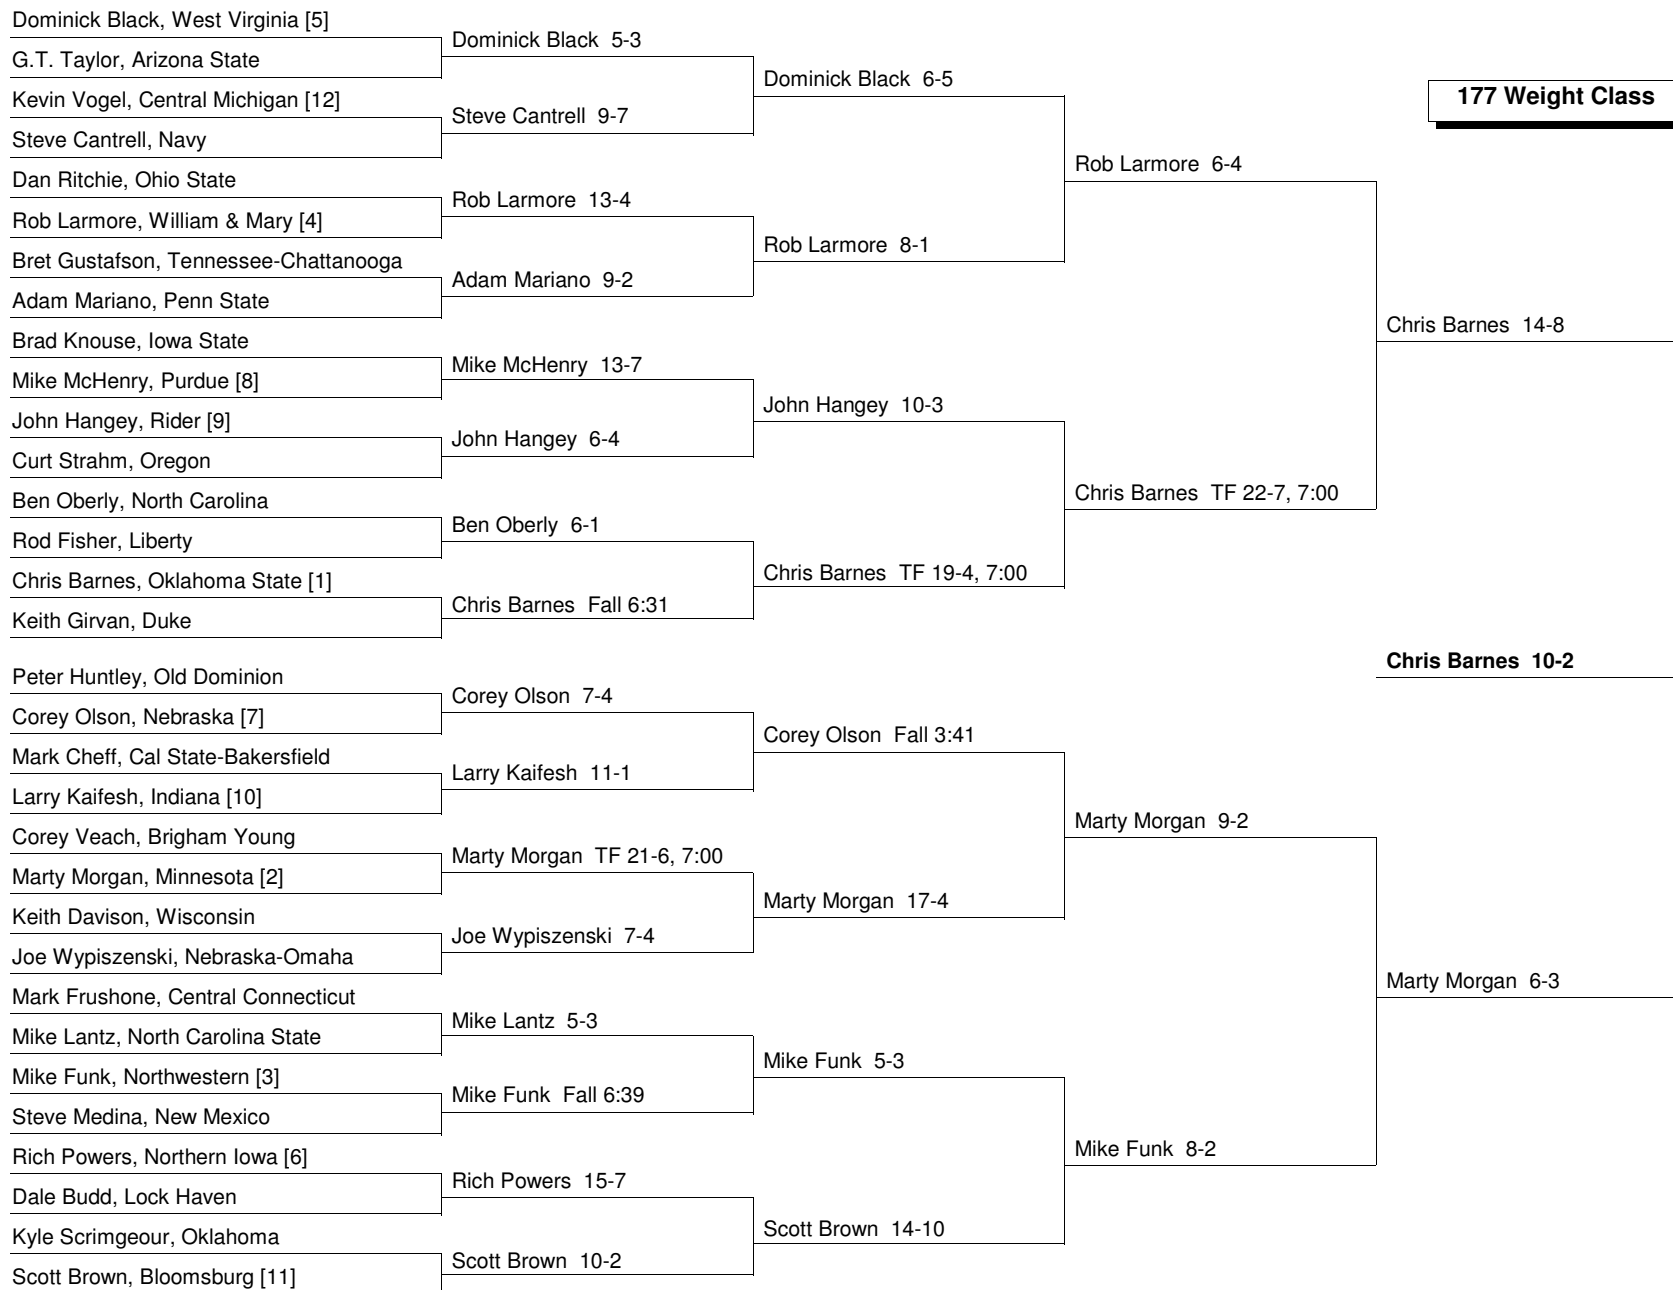 Dominick Black, West Virginia [5]
G.T. Taylor, Arizona State
Kevin Vogel, Central Michigan [12]
Steve Cantrell, Navy
Dan Ritchie, Ohio State
Rob Larmore, William & Mary [4]
Bret Gustafson, Tennessee-Chattanooga
Adam Mariano, Penn State
Brad Knouse, Iowa State
Mike McHenry, Purdue [8]
John Hangey, Rider [9]
Curt Strahm, Oregon
Ben Oberly, North Carolina
Rod Fisher, Liberty
Chris Barnes, Oklahoma State [1]
Keith Girvan, Duke
Peter Huntley, Old Dominion
Corey Olson, Nebraska [7]
Mark Cheff, Cal State-Bakersfield
Larry Kaifesh, Indiana [10]
Corey Veach, Brigham Young
Marty Morgan, Minnesota [2]
Keith Davison, Wisconsin
Joe Wypiszenski, Nebraska-Omaha
Mark Frushone, Central Connecticut
Mike Lantz, North Carolina State
Mike Funk, Northwestern [3]
Steve Medina, New Mexico
Rich Powers, Northern Iowa [6]
Dale Budd, Lock Haven
Kyle Scrimgeour, Oklahoma
Scott Brown, Bloomsburg [11]
Dominick Black 5-3
Steve Cantrell 9-7
Rob Larmore 13-4
Adam Mariano 9-2
Mike McHenry 13-7
John Hangey 6-4
Ben Oberly 6-1
Chris Barnes Fall 6:31
Corey Olson 7-4
Larry Kaifesh 11-1
Marty Morgan TF 21-6, 7:00
Joe Wypiszenski 7-4
Mike Lantz 5-3
Mike Funk Fall 6:39
Rich Powers 15-7
Scott Brown 10-2
Dominick Black 6-5
Rob Larmore 8-1
John Hangey 10-3
Chris Barnes TF 19-4, 7:00
Corey Olson Fall 3:41
Marty Morgan 17-4
Mike Funk 5-3
Scott Brown 14-10
Rob Larmore 6-4
Chris Barnes TF 22-7, 7:00
Marty Morgan 9-2
Mike Funk 8-2
177 Weight Class
Chris Barnes 14-8
Chris Barnes 10-2
Marty Morgan 6-3